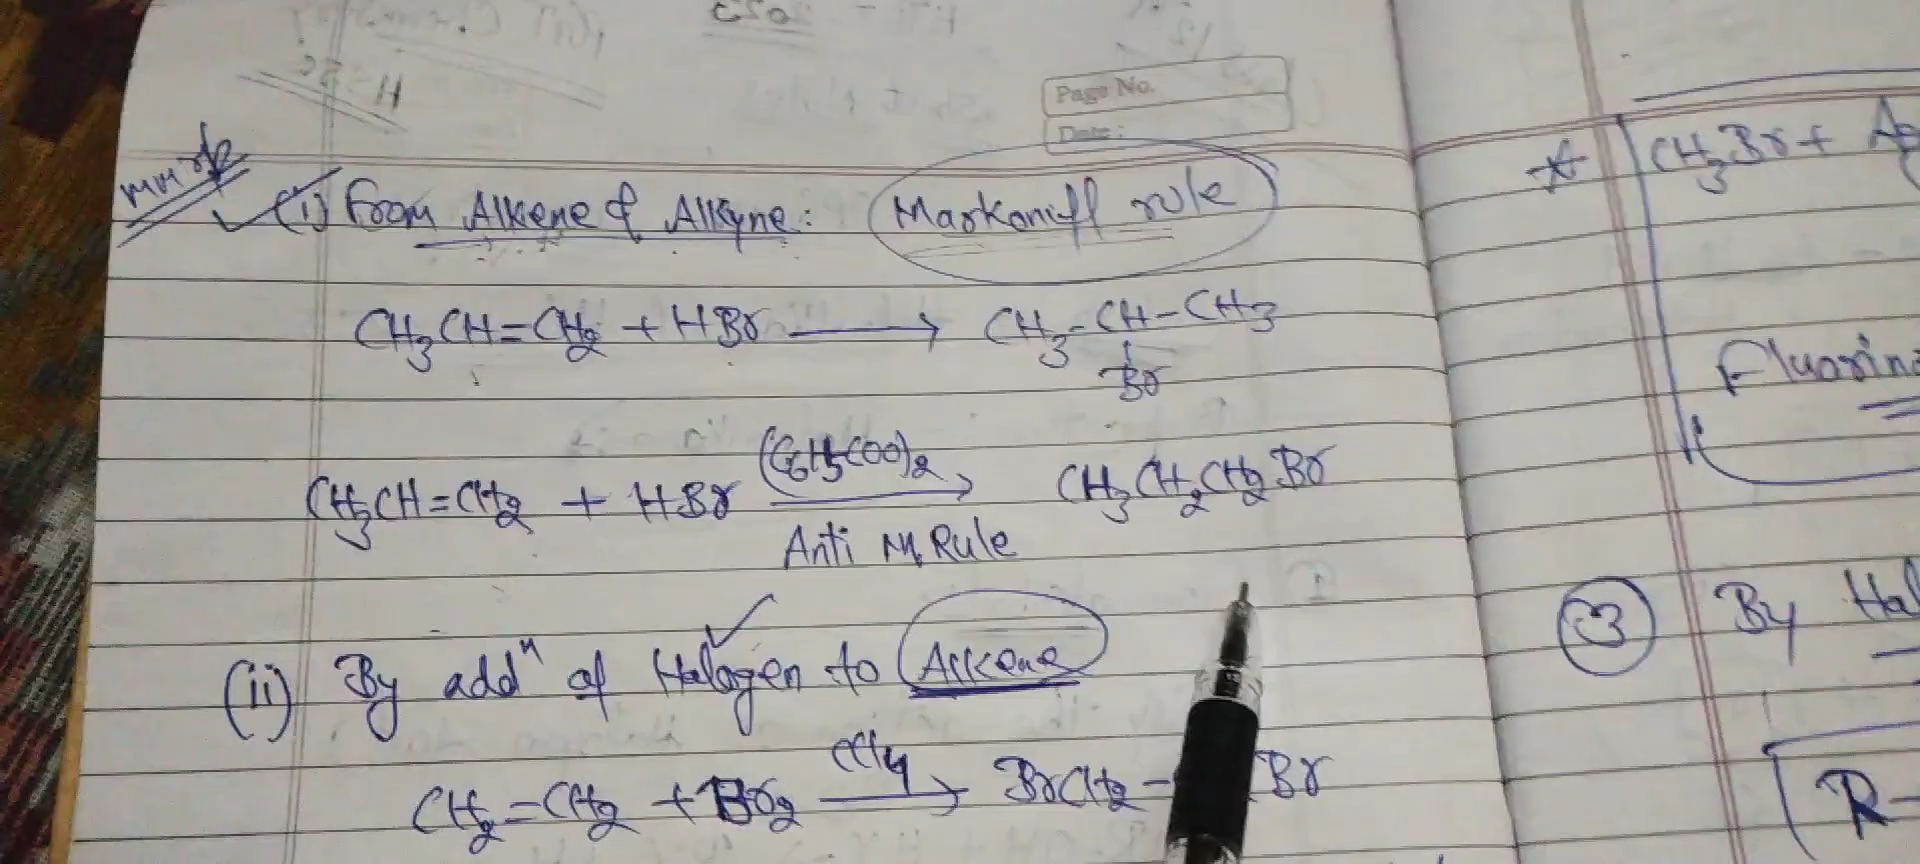 Page No.
Date:
(i) From Alkene & Alkyne: Markoniff rule
CH3CH=CH2 + HBr ⟶ CH3-CH-CH3
Br
CH3CH=CH2 + HBr (C6H5COO)2 ⟶ CH3CH2CH2Br
Anti M Rule
(ii) By addn of Halogen to Alkene
CH2=CH2 + Br2 CCl4 ⟶ BrCH2- Br
* CH3Br + Ag
Fluorin
3 By Hal
R-